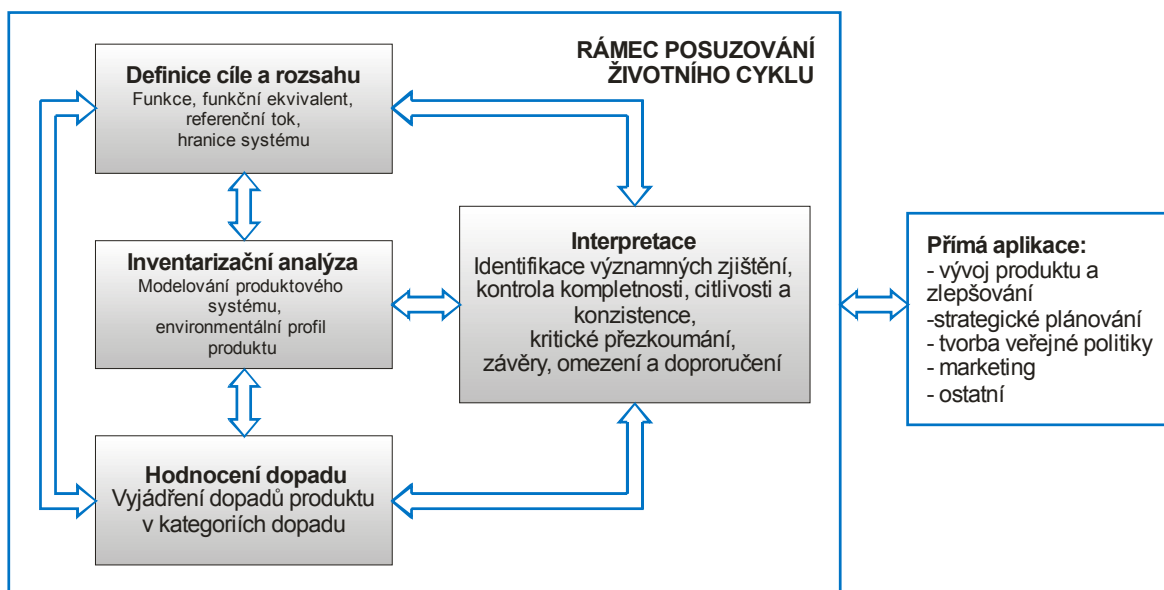 RÁMEC POSUZOVÁNÍ
ŽIVOTNÍHO CYKLU
Definice cíle a rozsahu
Funkce, funkční ekvivalent,
referenční tok,
hranice systému
Inventarizační analýza
Modelování produktového
systému,
environmentální profil
produktu
Hodnocení dopadu
Vyjádření dopadů produktu
v kategoriích dopadu
Interpretace
Identifikace významných zjištění,
kontrola kompletnosti, citlivosti a
konzistence,
kritické přezkoumání,
závěry, omezení a doproručení
Přímá aplikace:
- vývoj produktu a
zlepšování
-strategické plánování
- tvorba veřejné politiky
- marketing
- ostatní